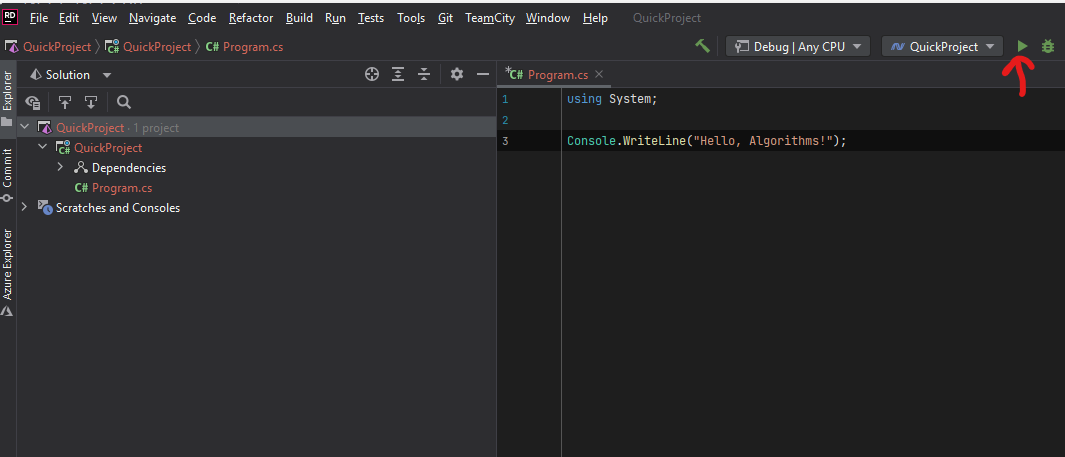 RD File Edit View Navigate Code Refactor Build Run Tests Tools Git TeamCity Window Help QuickProject
QuickProject QuickProject C# Program.cs Debug | Any CPU QuickProject
Explorer
Commit
Azure Explorer
Solution
QuickProject · 1 project
QuickProject
Dependencies
C# Program.cs
Scratches and Consoles
*C# Program.cs
1 using System;
2
3 Console.WriteLine("Hello, Algorithms!");